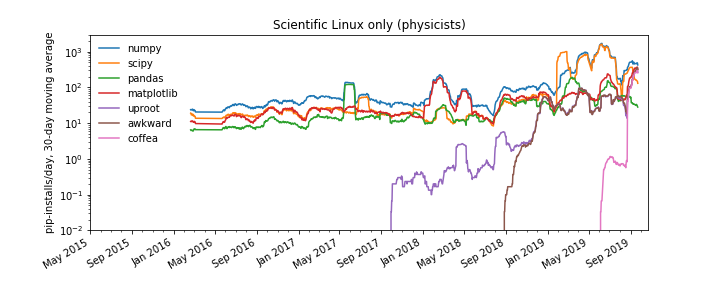 Scientific Linux only (physicists)
pip-installs/day, 30-day moving average
10³
10²
10¹
10⁰
10⁻¹
10⁻²
numpy
scipy
pandas
matplotlib
uproot
awkward
coffea
May 2015
Sep 2015
Jan 2016
May 2016
Sep 2016
Jan 2017
May 2017
Sep 2017
Jan 2018
May 2018
Sep 2018
Jan 2019
May 2019
Sep 2019